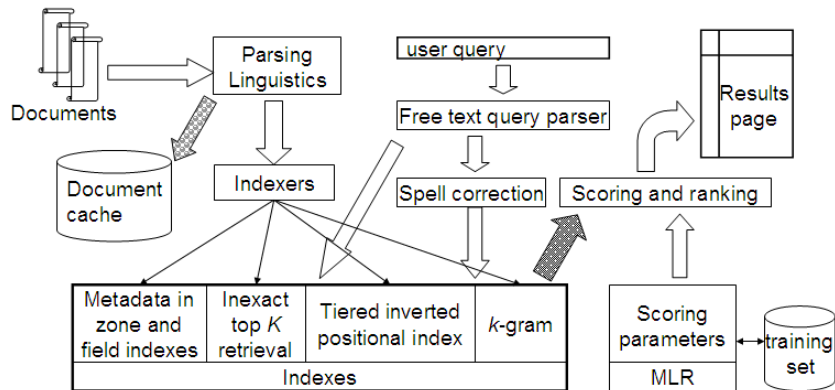 Parsing
Linguistics
user query
Documents
Free text query parser
Results
page
Document
cache
Indexers
Spell correction
Scoring and ranking
Metadata in
zone and
field indexes
Inexact
top K
retrieval
Tiered inverted
positional index
k-gram
Indexes
Scoring
parameters
MLR
training
set